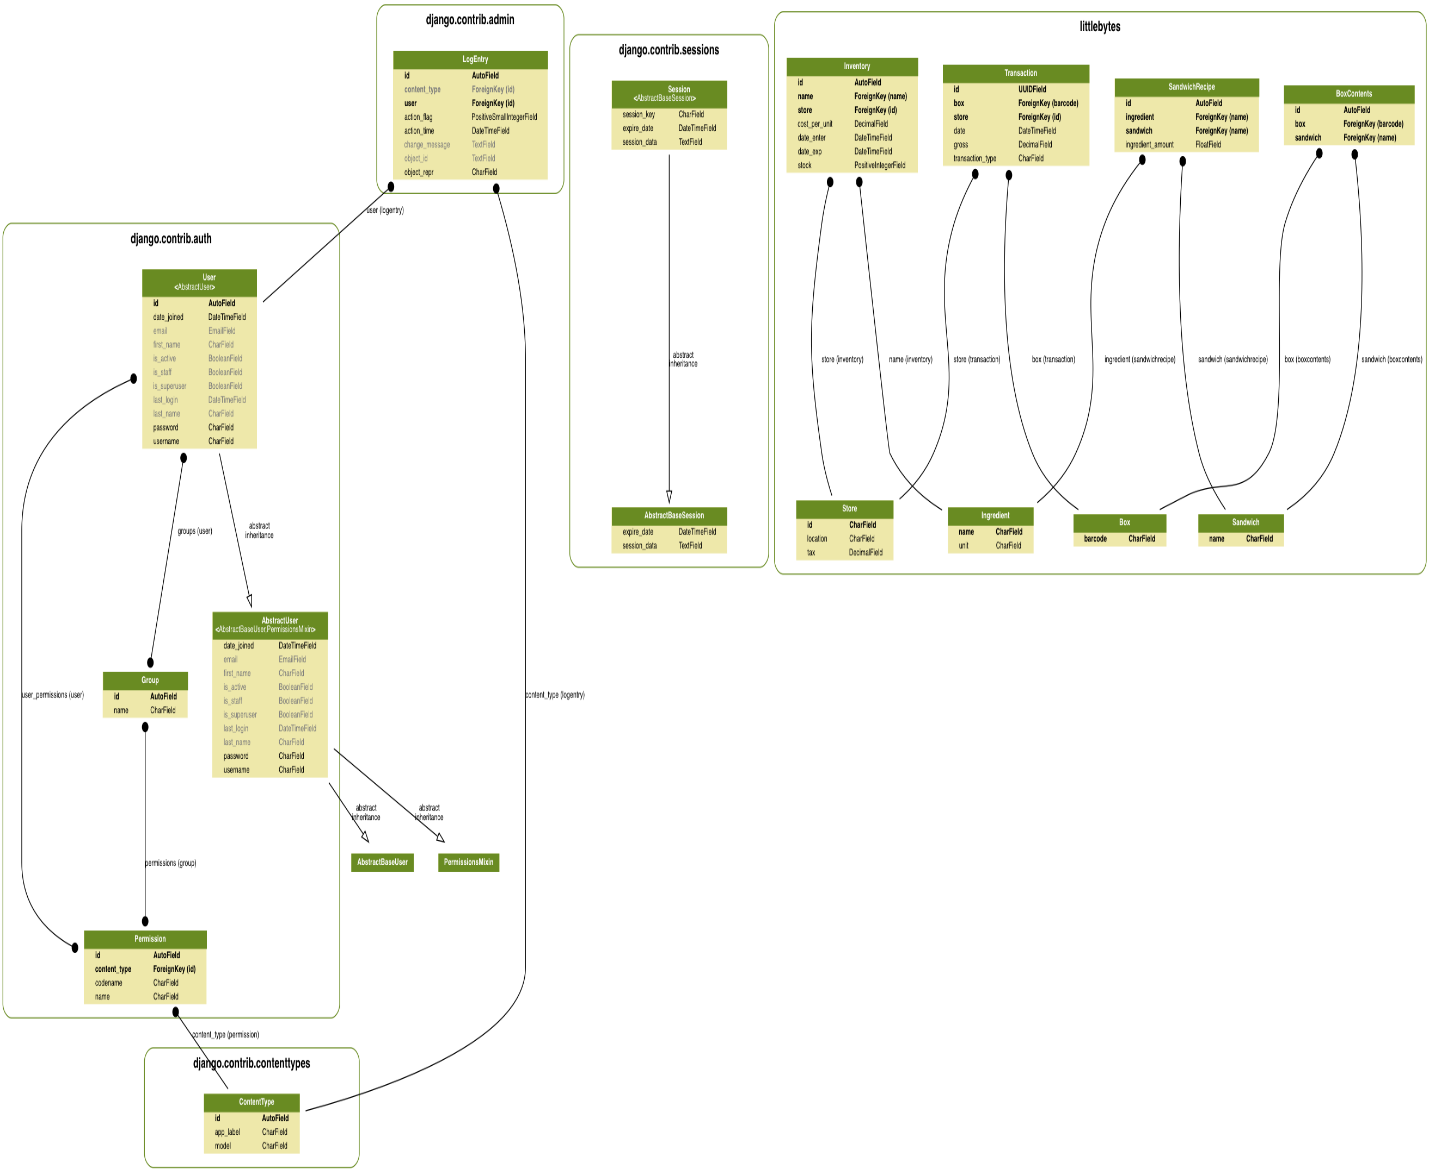 django.contrib.admin
LogEntry
id AutoField
content_type ForeignKey (id)
user ForeignKey (id)
action_flag PositiveSmallIntegerField
action_time DateTimeField
change_message TextField
object_id TextField
object_repr CharField
user (logentry)
django.contrib.sessions
Session
<AbstractBaseSession>
session_key CharField
expire_date DateTimeField
session_data TextField
abstract
inheritance
AbstractBaseSession
expire_date DateTimeField
session_data TextField
littlebytes
Inventory
id AutoField
name ForeignKey (name)
store ForeignKey (id)
cost_per_unit DecimalField
date_enter DateTimeField
date_exp DateTimeField
stock PositiveIntegerField
Transaction
id UUIDField
box ForeignKey (barcode)
store ForeignKey (id)
date DateTimeField
gross DecimalField
transaction_type CharField
SandwichRecipe
id AutoField
ingredient ForeignKey (name)
sandwich ForeignKey (name)
ingredient_amount FloatField
BoxContents
id AutoField
box ForeignKey (barcode)
sandwich ForeignKey (name)
store (inventory)
name (inventory)
store (transaction)
box (transaction)
ingredient (sandwichrecipe)
sandwich (sandwichrecipe)
box (boxcontents)
sandwich (boxcontents)
Store
id CharField
location CharField
tax DecimalField
Ingredient
name CharField
unit CharField
Box
barcode CharField
Sandwich
name CharField
django.contrib.auth
User
<AbstractUser>
id AutoField
date_joined DateTimeField
email EmailField
first_name CharField
is_active BooleanField
is_staff BooleanField
is_superuser BooleanField
last_login DateTimeField
last_name CharField
password CharField
username CharField
groups (user)
abstract
inheritance
AbstractUser
<AbstractBaseUser,PermissionsMixin>
date_joined DateTimeField
email EmailField
first_name CharField
is_active BooleanField
is_staff BooleanField
is_superuser BooleanField
last_login DateTimeField
last_name CharField
password CharField
username CharField
Group
id AutoField
name CharField
user_permissions (user)
content_type (logentry)
abstract
inheritance
abstract
inheritance
AbstractBaseUser
PermissionsMixin
permissions (group)
Permission
id AutoField
content_type ForeignKey (id)
codename CharField
name CharField
content_type (permission)
django.contrib.contenttypes
ContentType
id AutoField
app_label CharField
model CharField